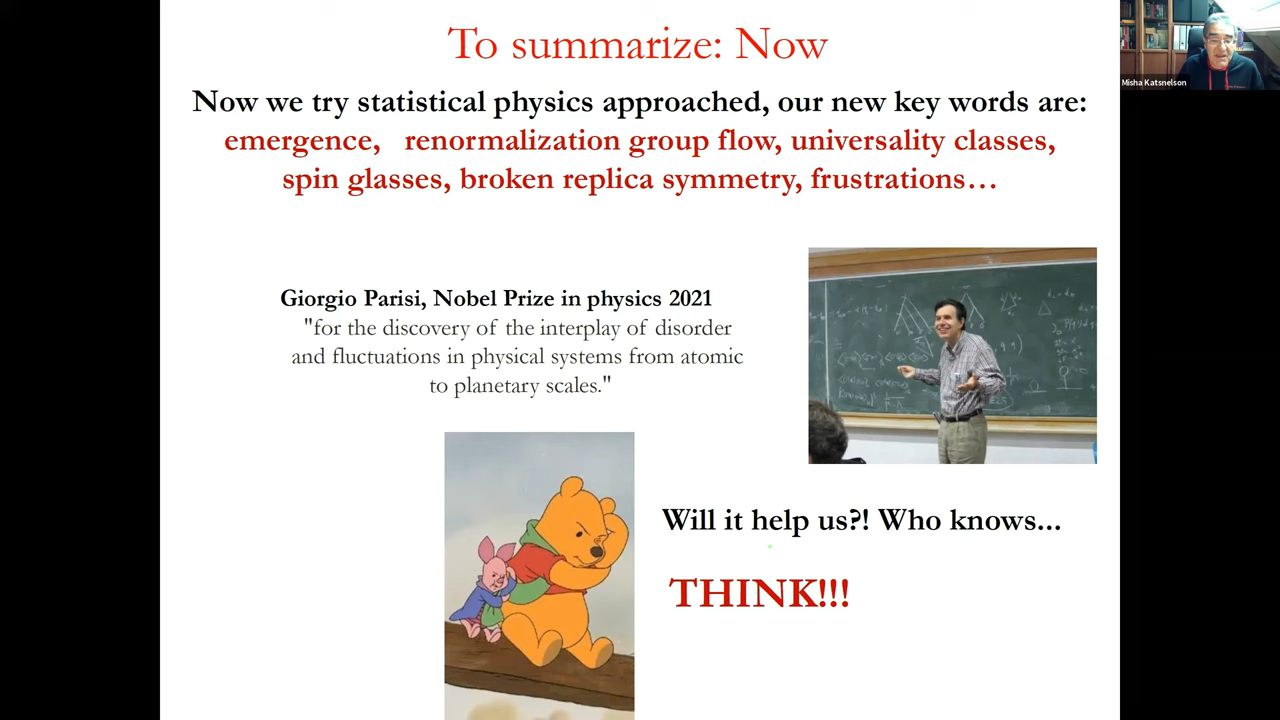 To summarize: Now
Misha Katsnelson
Now we try statistical physics approached, our new key words are:
emergence, renormalization group flow, universality classes,
spin glasses, broken replica symmetry, frustrations…
Giorgio Parisi, Nobel Prize in physics 2021
"for the discovery of the interplay of disorder
and fluctuations in physical systems from atomic
to planetary scales."
Will it help us?! Who knows...
THINK!!!